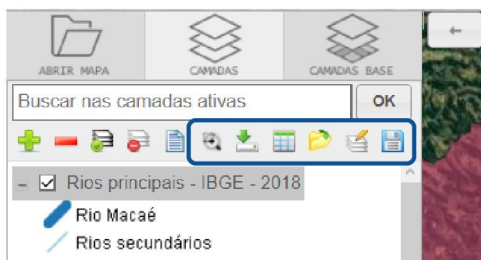 ABRIR MAPA
CAMADAS
CAMADAS BASE
Buscar nas camadas ativas
OK
Rios principais - IBGE - 2018
Rio Macaé
Rios secundários